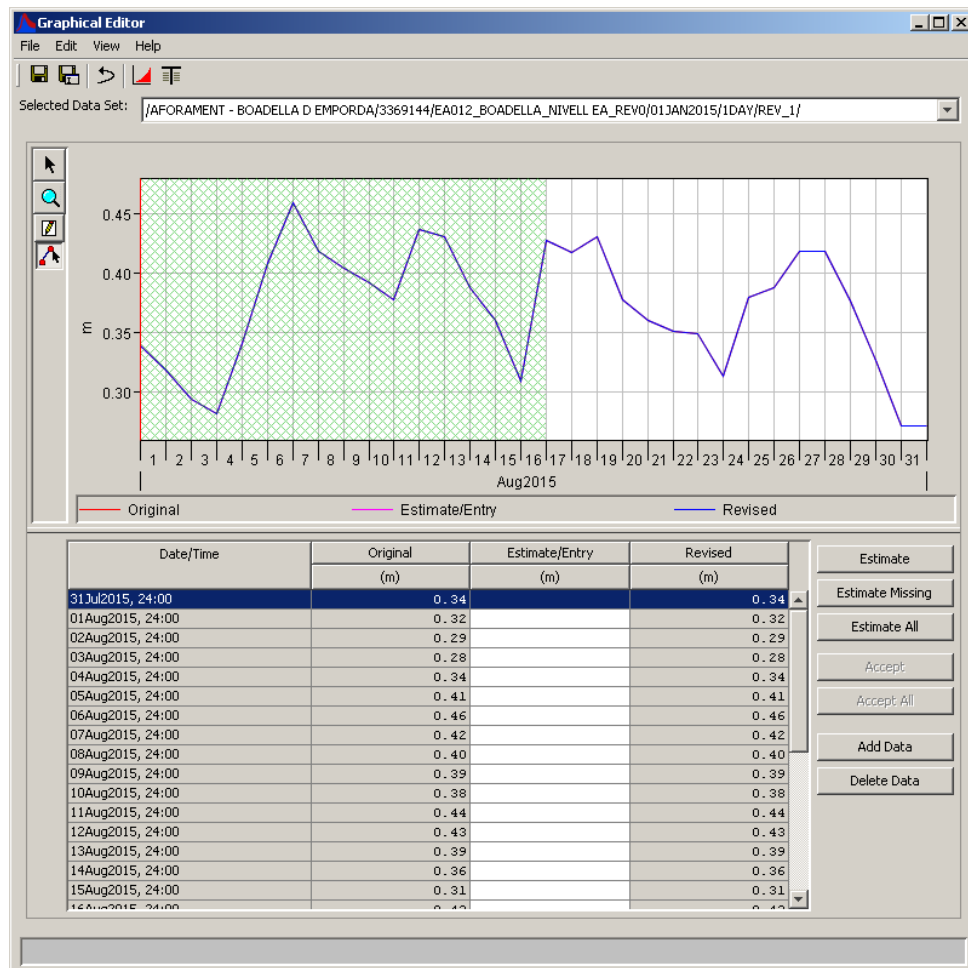 Graphical Editor
File Edit View Help
Selected Data Set: /AFORAMENT - BOADELLA D EMPORDA/3369144/EA012_BOADELLA_NIVELL EA_REV0/01JAN2015/1DAY/REV_1/
0.45
0.40
0.35
0.30
m
1 2 3 4 5 6 7 8 9 10 11 12 13 14 15 16 17 18 19 20 21 22 23 24 25 26 27 28 29 30 31
Aug2015
Original Estimate/Entry Revised
Date/Time Original Estimate/Entry Revised
(m) (m) (m)
31Jul2015, 24:00 0.34 0.34
01Aug2015, 24:00 0.32 0.32
02Aug2015, 24:00 0.29 0.29
03Aug2015, 24:00 0.28 0.28
04Aug2015, 24:00 0.34 0.34
05Aug2015, 24:00 0.41 0.41
06Aug2015, 24:00 0.46 0.46
07Aug2015, 24:00 0.42 0.42
08Aug2015, 24:00 0.40 0.40
09Aug2015, 24:00 0.39 0.39
10Aug2015, 24:00 0.38 0.38
11Aug2015, 24:00 0.44 0.44
12Aug2015, 24:00 0.43 0.43
13Aug2015, 24:00 0.39 0.39
14Aug2015, 24:00 0.36 0.36
15Aug2015, 24:00 0.31 0.31
Estimate
Estimate Missing
Estimate All
Accept
Accept All
Add Data
Delete Data